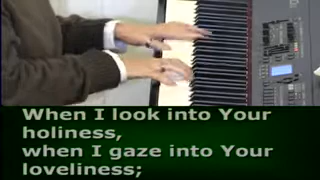 When I look into Your
holiness,
when I gaze into Your
loveliness;